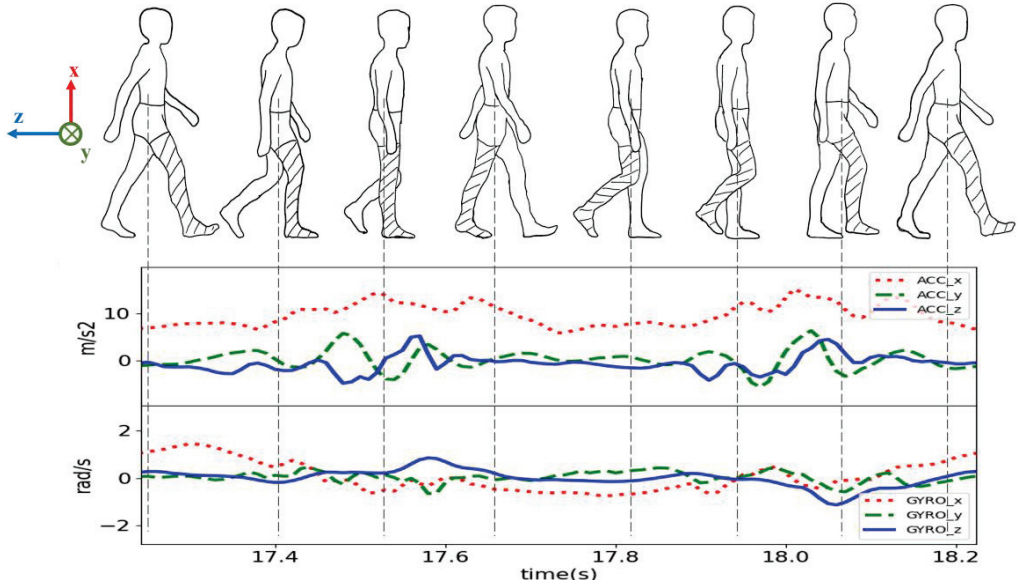 x
z
y
10
0
m/s2
ACC_x
ACC_y
ACC_z
2
0
−2
rad/s
GYRO_x
GYRO_y
GYRO_z
17.4 17.6 17.8 18.0 18.2
time(s)